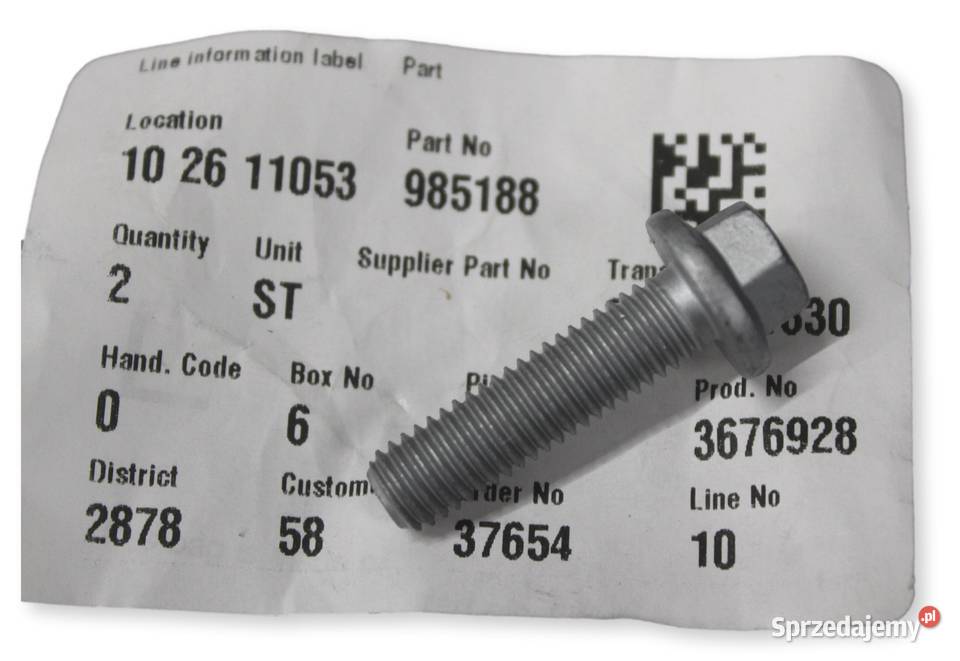 Line information label Part
Location Part No
10 26 11053 985188
Quantity Unit Supplier Part No
2 ST
Hand. Code Box No Prod. No
0 6 3676928
District Line No
2878 58 37654 10
Sprzedajemy.pl